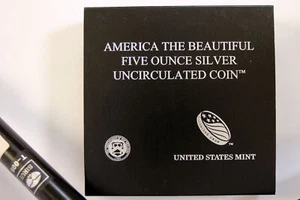 AMERICA THE BEAUTIFUL
FIVE OUNCE SILVER
UNCIRCULATED COIN™
UNITED STATES MINT